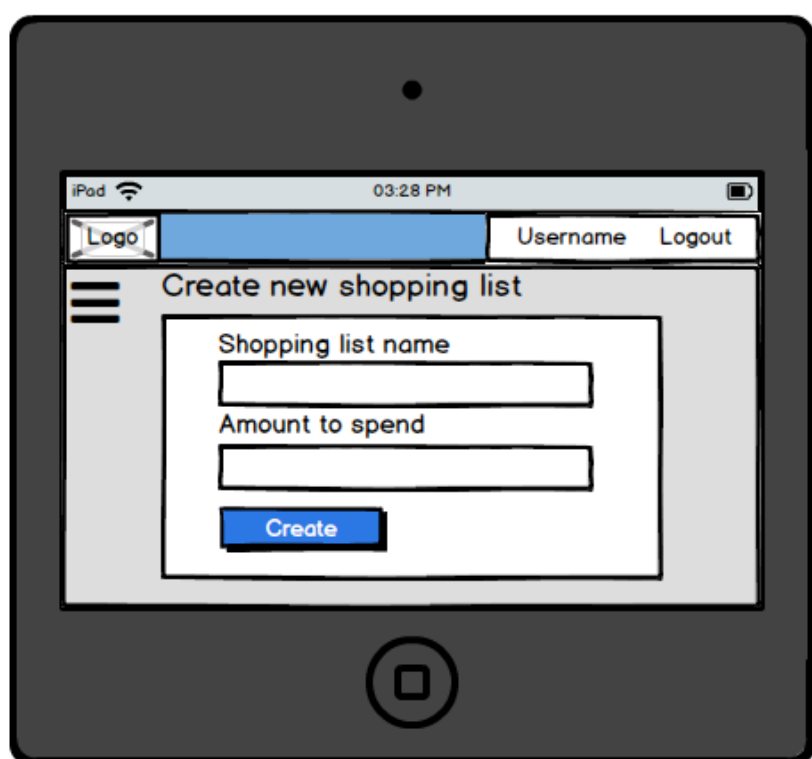 iPad 03:28 PM
Logo Username Logout
Create new shopping list
Shopping list name
Amount to spend
Create